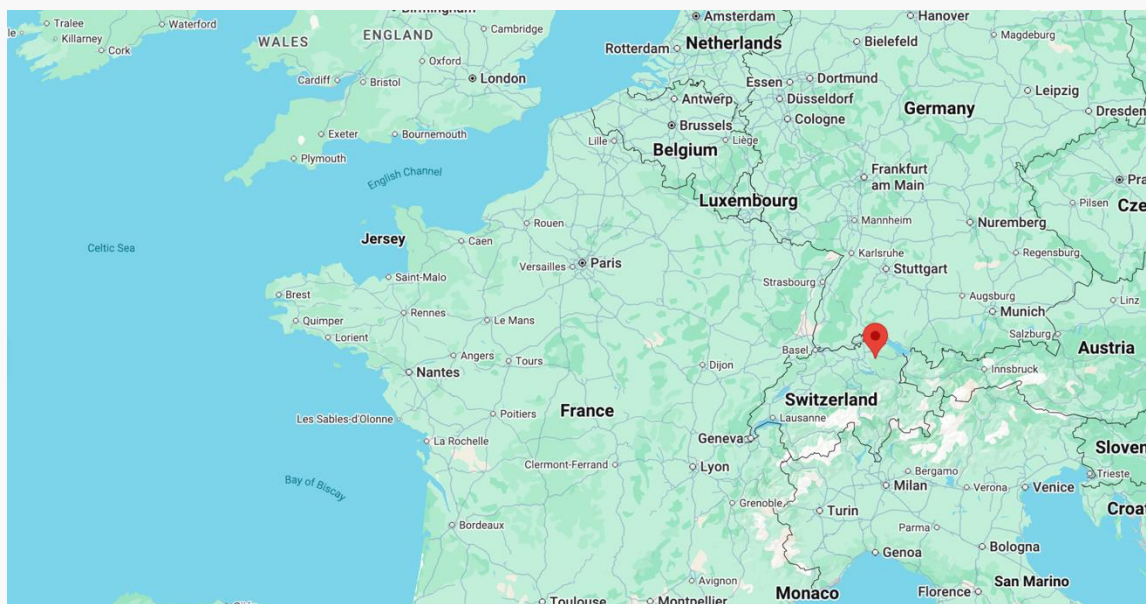 Tralee
Waterford
Killarney
Cork
WALES
ENGLAND
Cambridge
Oxford
Cardiff
Bristol
London
Exeter
Bournemouth
Plymouth
English Channel
Celtic Sea
Amsterdam
Hanover
Magdeburg
Rotterdam
Netherlands
Bielefeld
Essen
Dortmund
Leipzig
Antwerp
Düsseldorf
Germany
Dresden
Brussels
Cologne
Lille
Belgium
Liège
Frankfurt
am Main
Luxembourg
Pilsen
Mannheim
Nuremberg
Rouen
Jersey
Caen
Karlsruhe
Regensburg
Versailles
Paris
Stuttgart
Saint-Malo
Strasbourg
Brest
Augsburg
Linz
Rennes
Munich
Quimper
Le Mans
Salzburg
Lorient
Basel
Austria
Angers
Tours
Dijon
Innsbruck
Nantes
Switzerland
France
Poitiers
Les Sables-d'Olonne
Lausanne
La Rochelle
Geneva
Clermont-Ferrand
Lyon
Bergamo
Trieste
Bay of Biscay
Milan
Verona
Venice
Grenoble
Turin
Bordeaux
Parma
Genoa
Bologna
Avignon
San Marino
Monaco
Florence
Toulouse
Montpellier